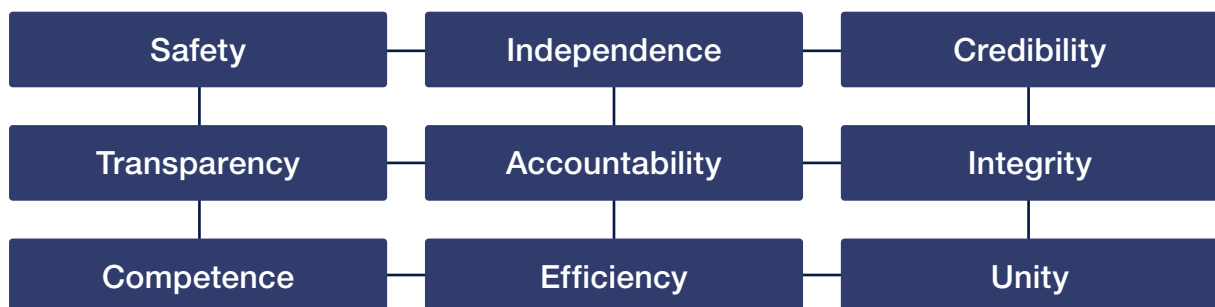 Safety
Independence
Credibility
Transparency
Accountability
Integrity
Competence
Efficiency
Unity